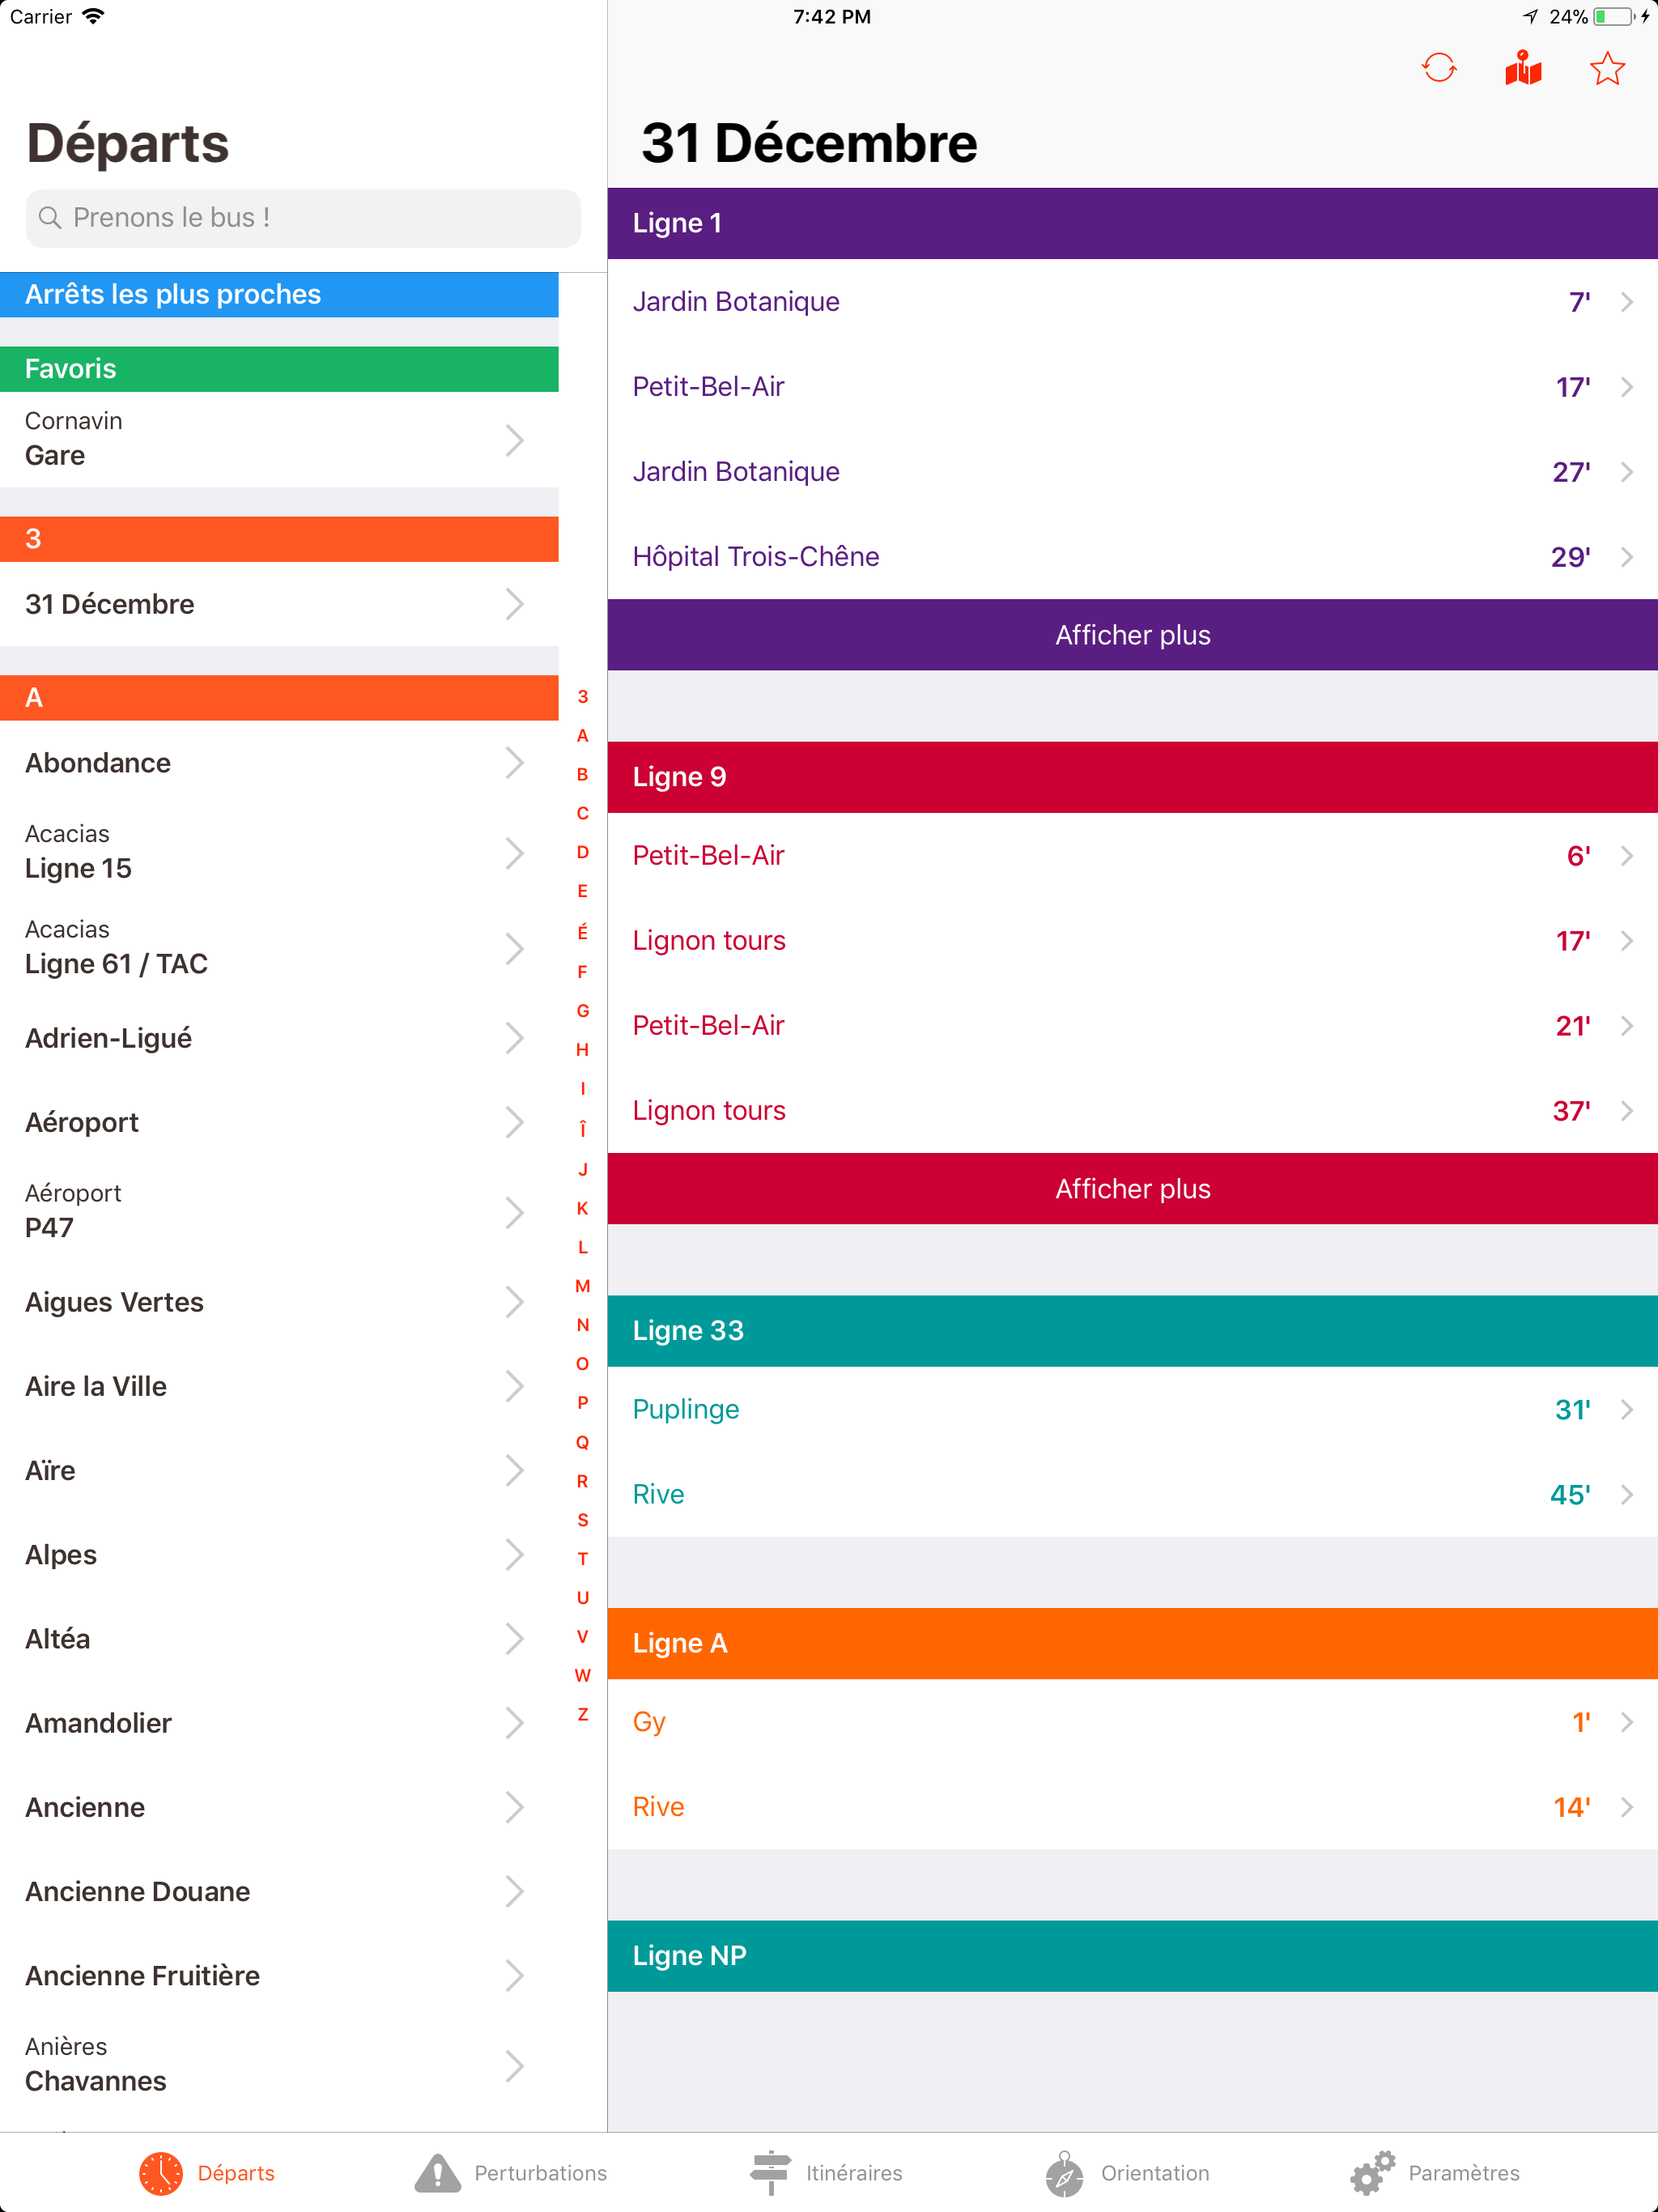 Carrier
7:42 PM
24%
Départs
Prenons le bus !
Arrêts les plus proches
Favoris
Cornavin
Gare
3
31 Décembre
A
Abondance
Acacias
Ligne 15
Acacias
Ligne 61 / TAC
Adrien-Ligué
Aéroport
Aéroport
P47
Aigues Vertes
Aire la Ville
Aïre
Alpes
Altéa
Amandolier
Ancienne
Ancienne Douane
Ancienne Fruitière
Anières
Chavannes
3
A
B
C
D
E
É
F
G
H
I
Î
J
K
L
M
N
O
P
Q
R
S
T
U
V
W
Z
31 Décembre
Ligne 1
Jardin Botanique 7'
Petit-Bel-Air 17'
Jardin Botanique 27'
Hôpital Trois-Chêne 29'
Afficher plus
Ligne 9
Petit-Bel-Air 6'
Lignon tours 17'
Petit-Bel-Air 21'
Lignon tours 37'
Afficher plus
Ligne 33
Puplinge 31'
Rive 45'
Ligne A
Gy 1'
Rive 14'
Ligne NP
Départs
Perturbations
Itinéraires
Orientation
Paramètres